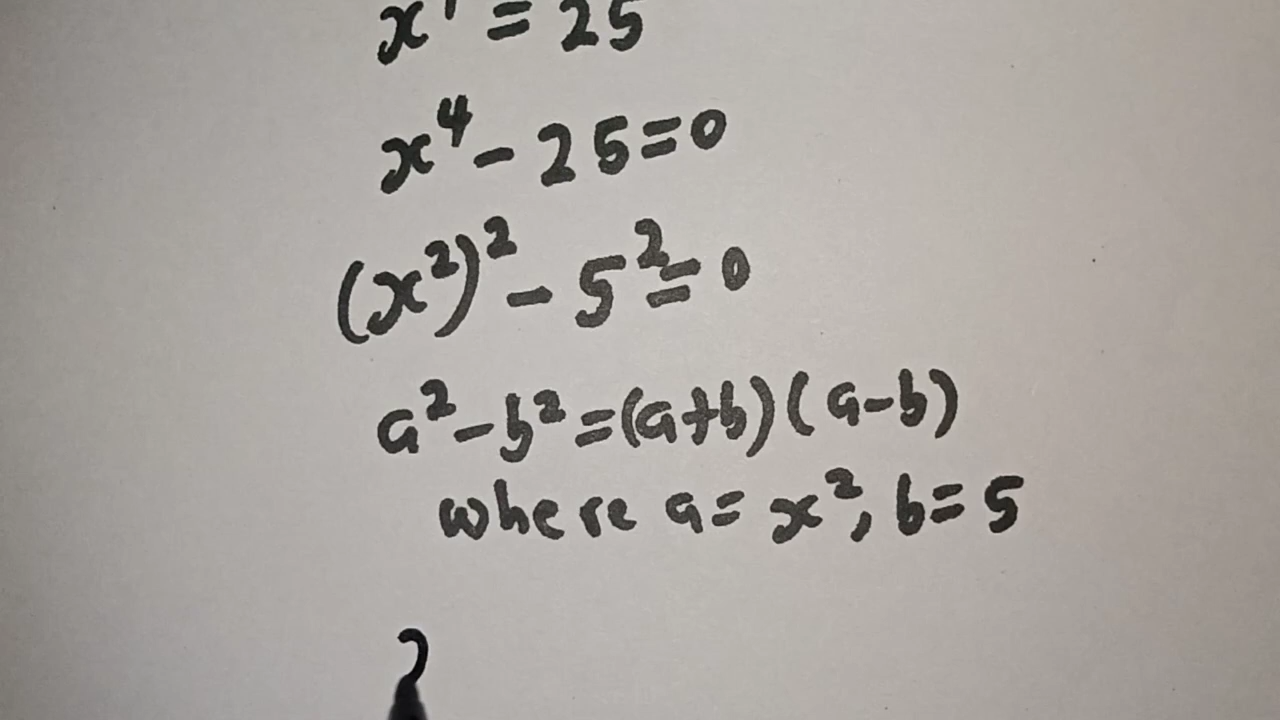 x⁴ = 25
x⁴ - 25 = 0
(x²)² - 5² = 0
a² - b² = (a+b)(a-b)
where a = x², b = 5